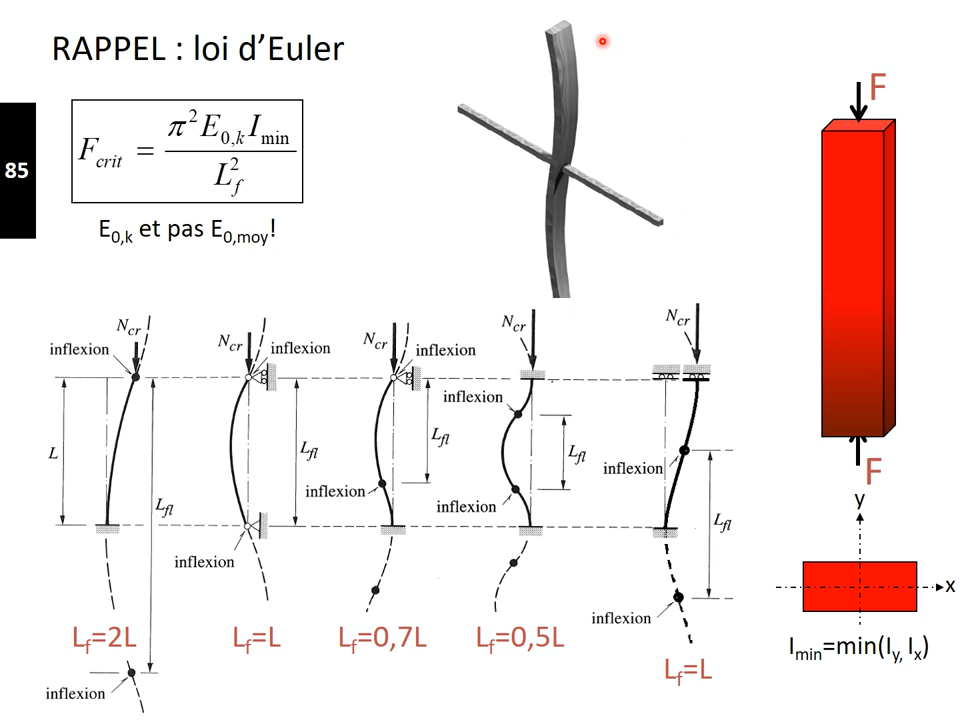 RAPPEL : loi d’Euler
F_crit = π² E_0,k I_min / L_f²
E_0,k et pas E_0,moy!
85
F
F
y
x
I_min=min(I_y, I_x)
N_cr
inflexion
L
L_fl
inflexion
L_f=2L
N_cr
inflexion
L_fl
inflexion
L_f=L
N_cr
inflexion
L_fl
inflexion
L_f=0,7L
N_cr
inflexion
L_fl
inflexion
L_f=0,5L
N_cr
inflexion
L_fl
inflexion
L_f=L